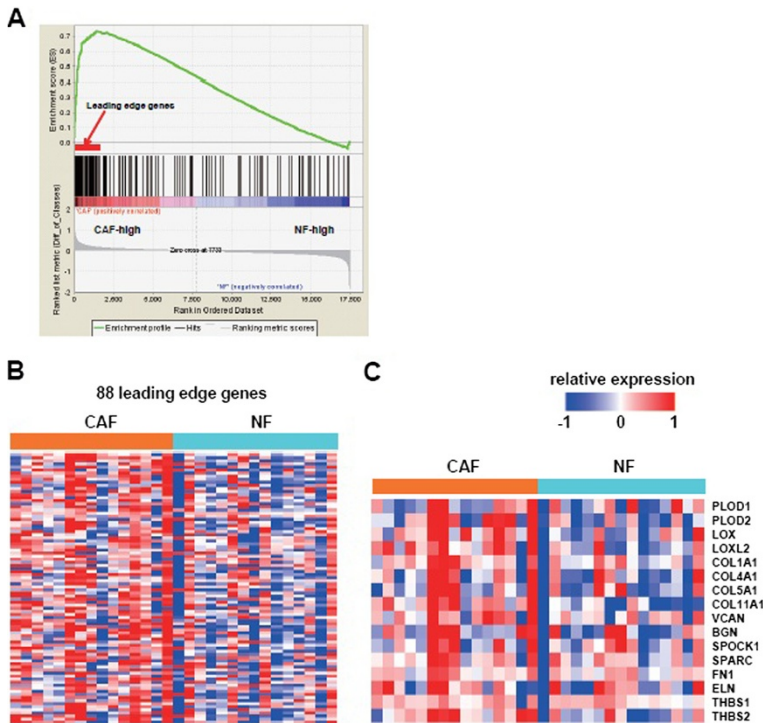 A
Enrichment score (ES)
0.7
0.6
0.5
0.4
0.3
0.2
0.1
0.0
Leading edge genes
'CAF' (positively correlated)
Ranked list metric (Diff_of_Classes)
2
1
0
-1
-2
CAF-high
NF-high
Zero cross at 7733
'NF' (negatively correlated)
0 2,500 5,000 7,500 10,000 12,500 15,000 17,500
Rank in Ordered Dataset
Enrichment profile Hits Ranking metric scores
B
88 leading edge genes
CAF NF
C
relative expression
-1 0 1
CAF NF
PLOD1
PLOD2
LOX
LOXL2
COL1A1
COL4A1
COL5A1
COL11A1
VCAN
BGN
SPOCK1
SPARC
FN1
ELN
THBS1
THBS2